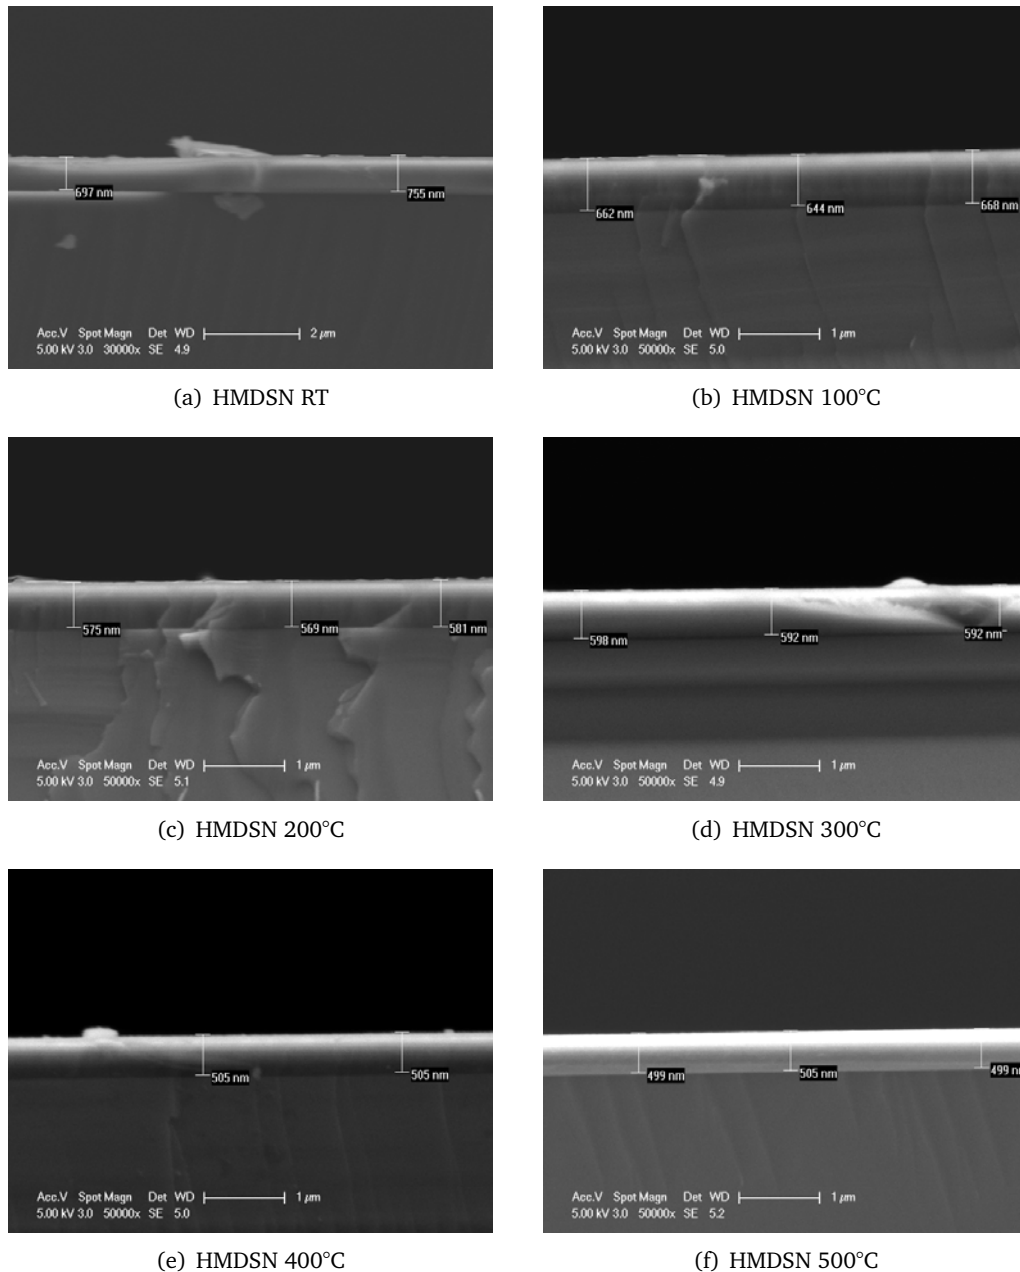 697 nm
755 nm
Acc.V Spot Magn Det WD 2 μm
5.00 kV 3.0 30000x SE 4.9
(a) HMDSN RT
662 nm
644 nm
668 nm
Acc.V Spot Magn Det WD 1 μm
5.00 kV 3.0 50000x SE 5.0
(b) HMDSN 100°C
575 nm
569 nm
581 nm
Acc.V Spot Magn Det WD 1 μm
5.00 kV 3.0 50000x SE 5.1
(c) HMDSN 200°C
598 nm
592 nm
592 nm
Acc.V Spot Magn Det WD 1 μm
5.00 kV 3.0 50000x SE 4.9
(d) HMDSN 300°C
505 nm
505 nm
Acc.V Spot Magn Det WD 1 μm
5.00 kV 3.0 50000x SE 5.0
(e) HMDSN 400°C
499 nm
505 nm
499 n
Acc.V Spot Magn Det WD 1 μm
5.00 kV 3.0 50000x SE 5.2
(f) HMDSN 500°C